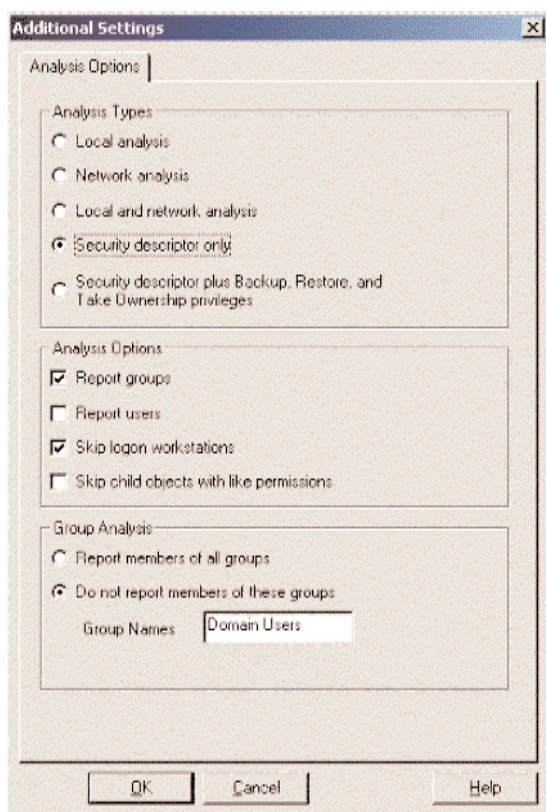 Additional Settings
Analysis Options
Analysis Types
Local analysis
Network analysis
Local and network analysis
Security descriptor only
Security descriptor plus Backup, Restore, and
Take Ownership privileges
Analysis Options
Report groups
Report users
Skip logon workstations
Skip child objects with like permissions
Group Analysis
Report members of all groups
Do not report members of these groups
Group Names Domain Users
OK Cancel Help